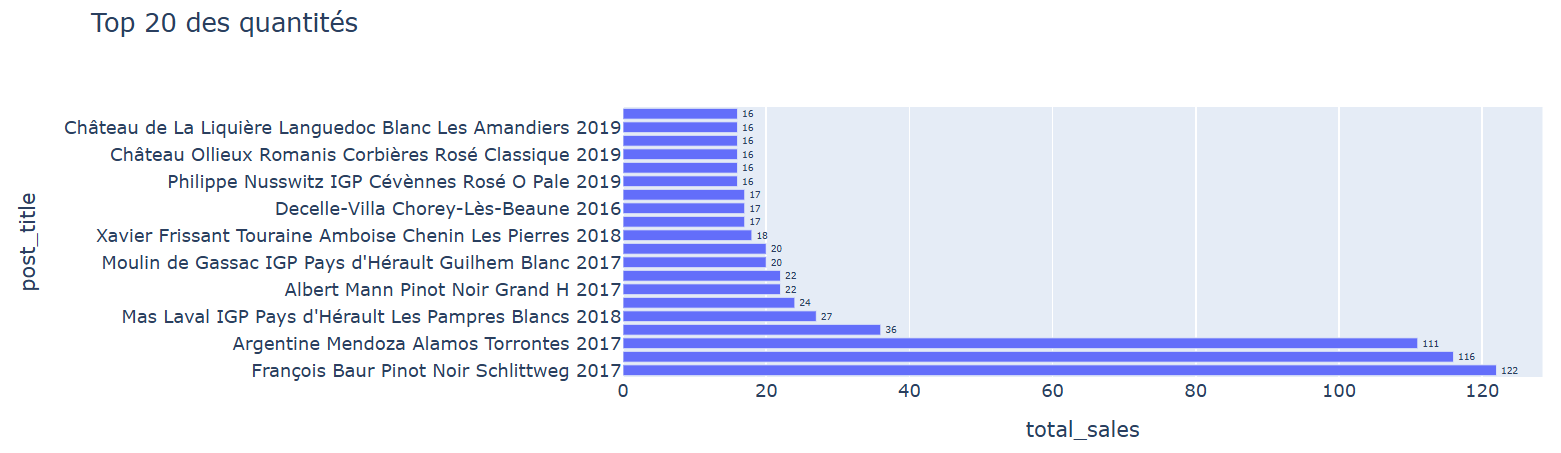 Top 20 des quantités
post_title
16
Château de La Liquière Languedoc Blanc Les Amandiers 2019 16
16
Château Ollieux Romanis Corbières Rosé Classique 2019 16
16
Philippe Nusswitz IGP Cévènnes Rosé O Pale 2019 16
17
Decelle-Villa Chorey-Lès-Beaune 2016 17
17
Xavier Frissant Touraine Amboise Chenin Les Pierres 2018 18
20
Moulin de Gassac IGP Pays d'Hérault Guilhem Blanc 2017 20
22
Albert Mann Pinot Noir Grand H 2017 22
24
Mas Laval IGP Pays d'Hérault Les Pampres Blancs 2018 27
36
Argentine Mendoza Alamos Torrontes 2017 111
116
François Baur Pinot Noir Schlittweg 2017 122
0 20 40 60 80 100 120
total_sales